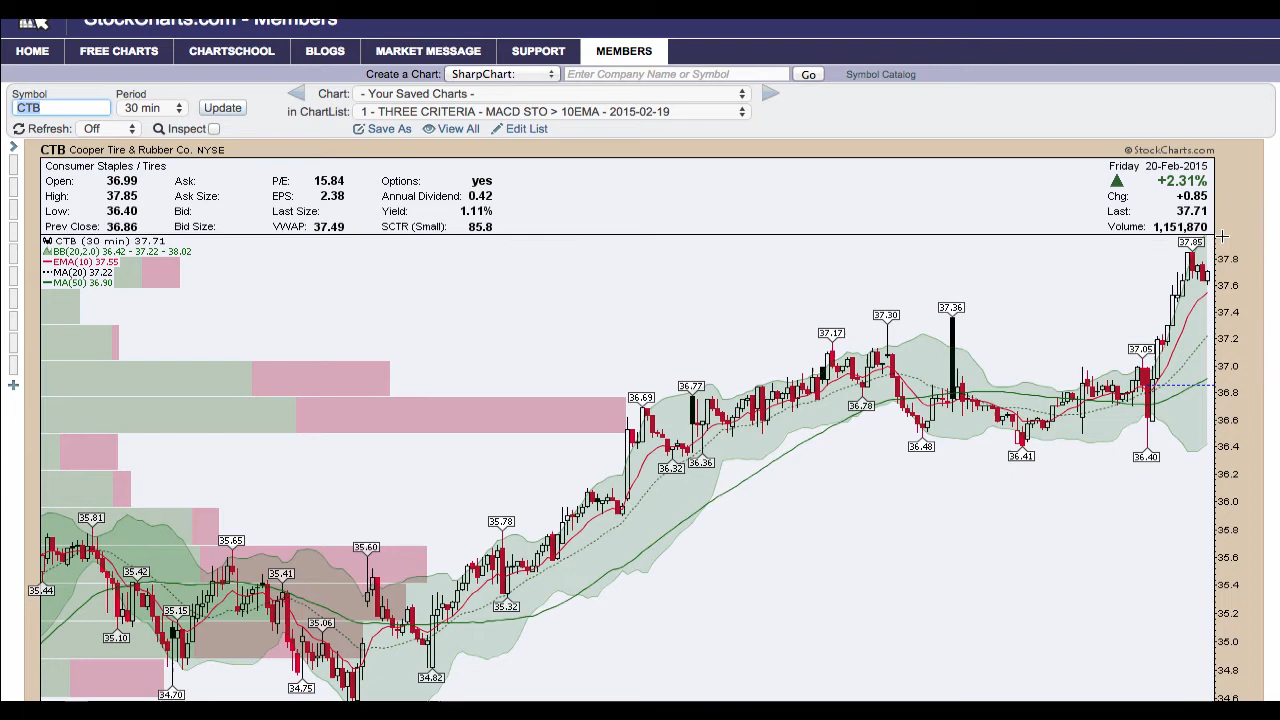 StockCharts.com - Members
HOME FREE CHARTS CHARTSCHOOL BLOGS MARKET MESSAGE SUPPORT MEMBERS
Create a Chart: SharpChart: Enter Company Name or Symbol Go Symbol Catalog
Symbol Period Chart: - Your Saved Charts -
CTB 30 min Update in ChartList: 1 - THREE CRITERIA - MACD STO > 10EMA - 2015-02-19
Refresh: Off Inspect Save As View All Edit List
CTB Cooper Tire & Rubber Co. NYSE © StockCharts.com
Consumer Staples / Tires Friday 20-Feb-2015
Open: 36.99 Ask: P/E: 15.84 Options: yes +2.31%
High: 37.85 Ask Size: EPS: 2.38 Annual Dividend: 0.42 Chg: +0.85
Low: 36.40 Bid: Last Size: Yield: 1.11% Last: 37.71
Prev Close: 36.86 Bid Size: VWAP: 37.49 SCTR (Small): 85.8 Volume: 1,151,870
CTB (30 min) 37.71
BB(20,2.0) 36.42 - 37.22 - 38.02
EMA(10) 37.55
MA(20) 37.22
MA(50) 36.90
37.85
37.8
37.6
37.36
37.30
37.4
37.17
37.2
37.05
37.0
36.77
36.69
36.8
36.78
36.6
36.48
36.41
36.40
36.4
36.32
36.36
36.2
36.0
35.81
35.78
35.8
35.65
35.60
35.6
35.42
35.41
35.44
35.4
35.32
35.15
35.2
35.10
35.06
35.0
34.82
34.8
34.75
34.70
34.6